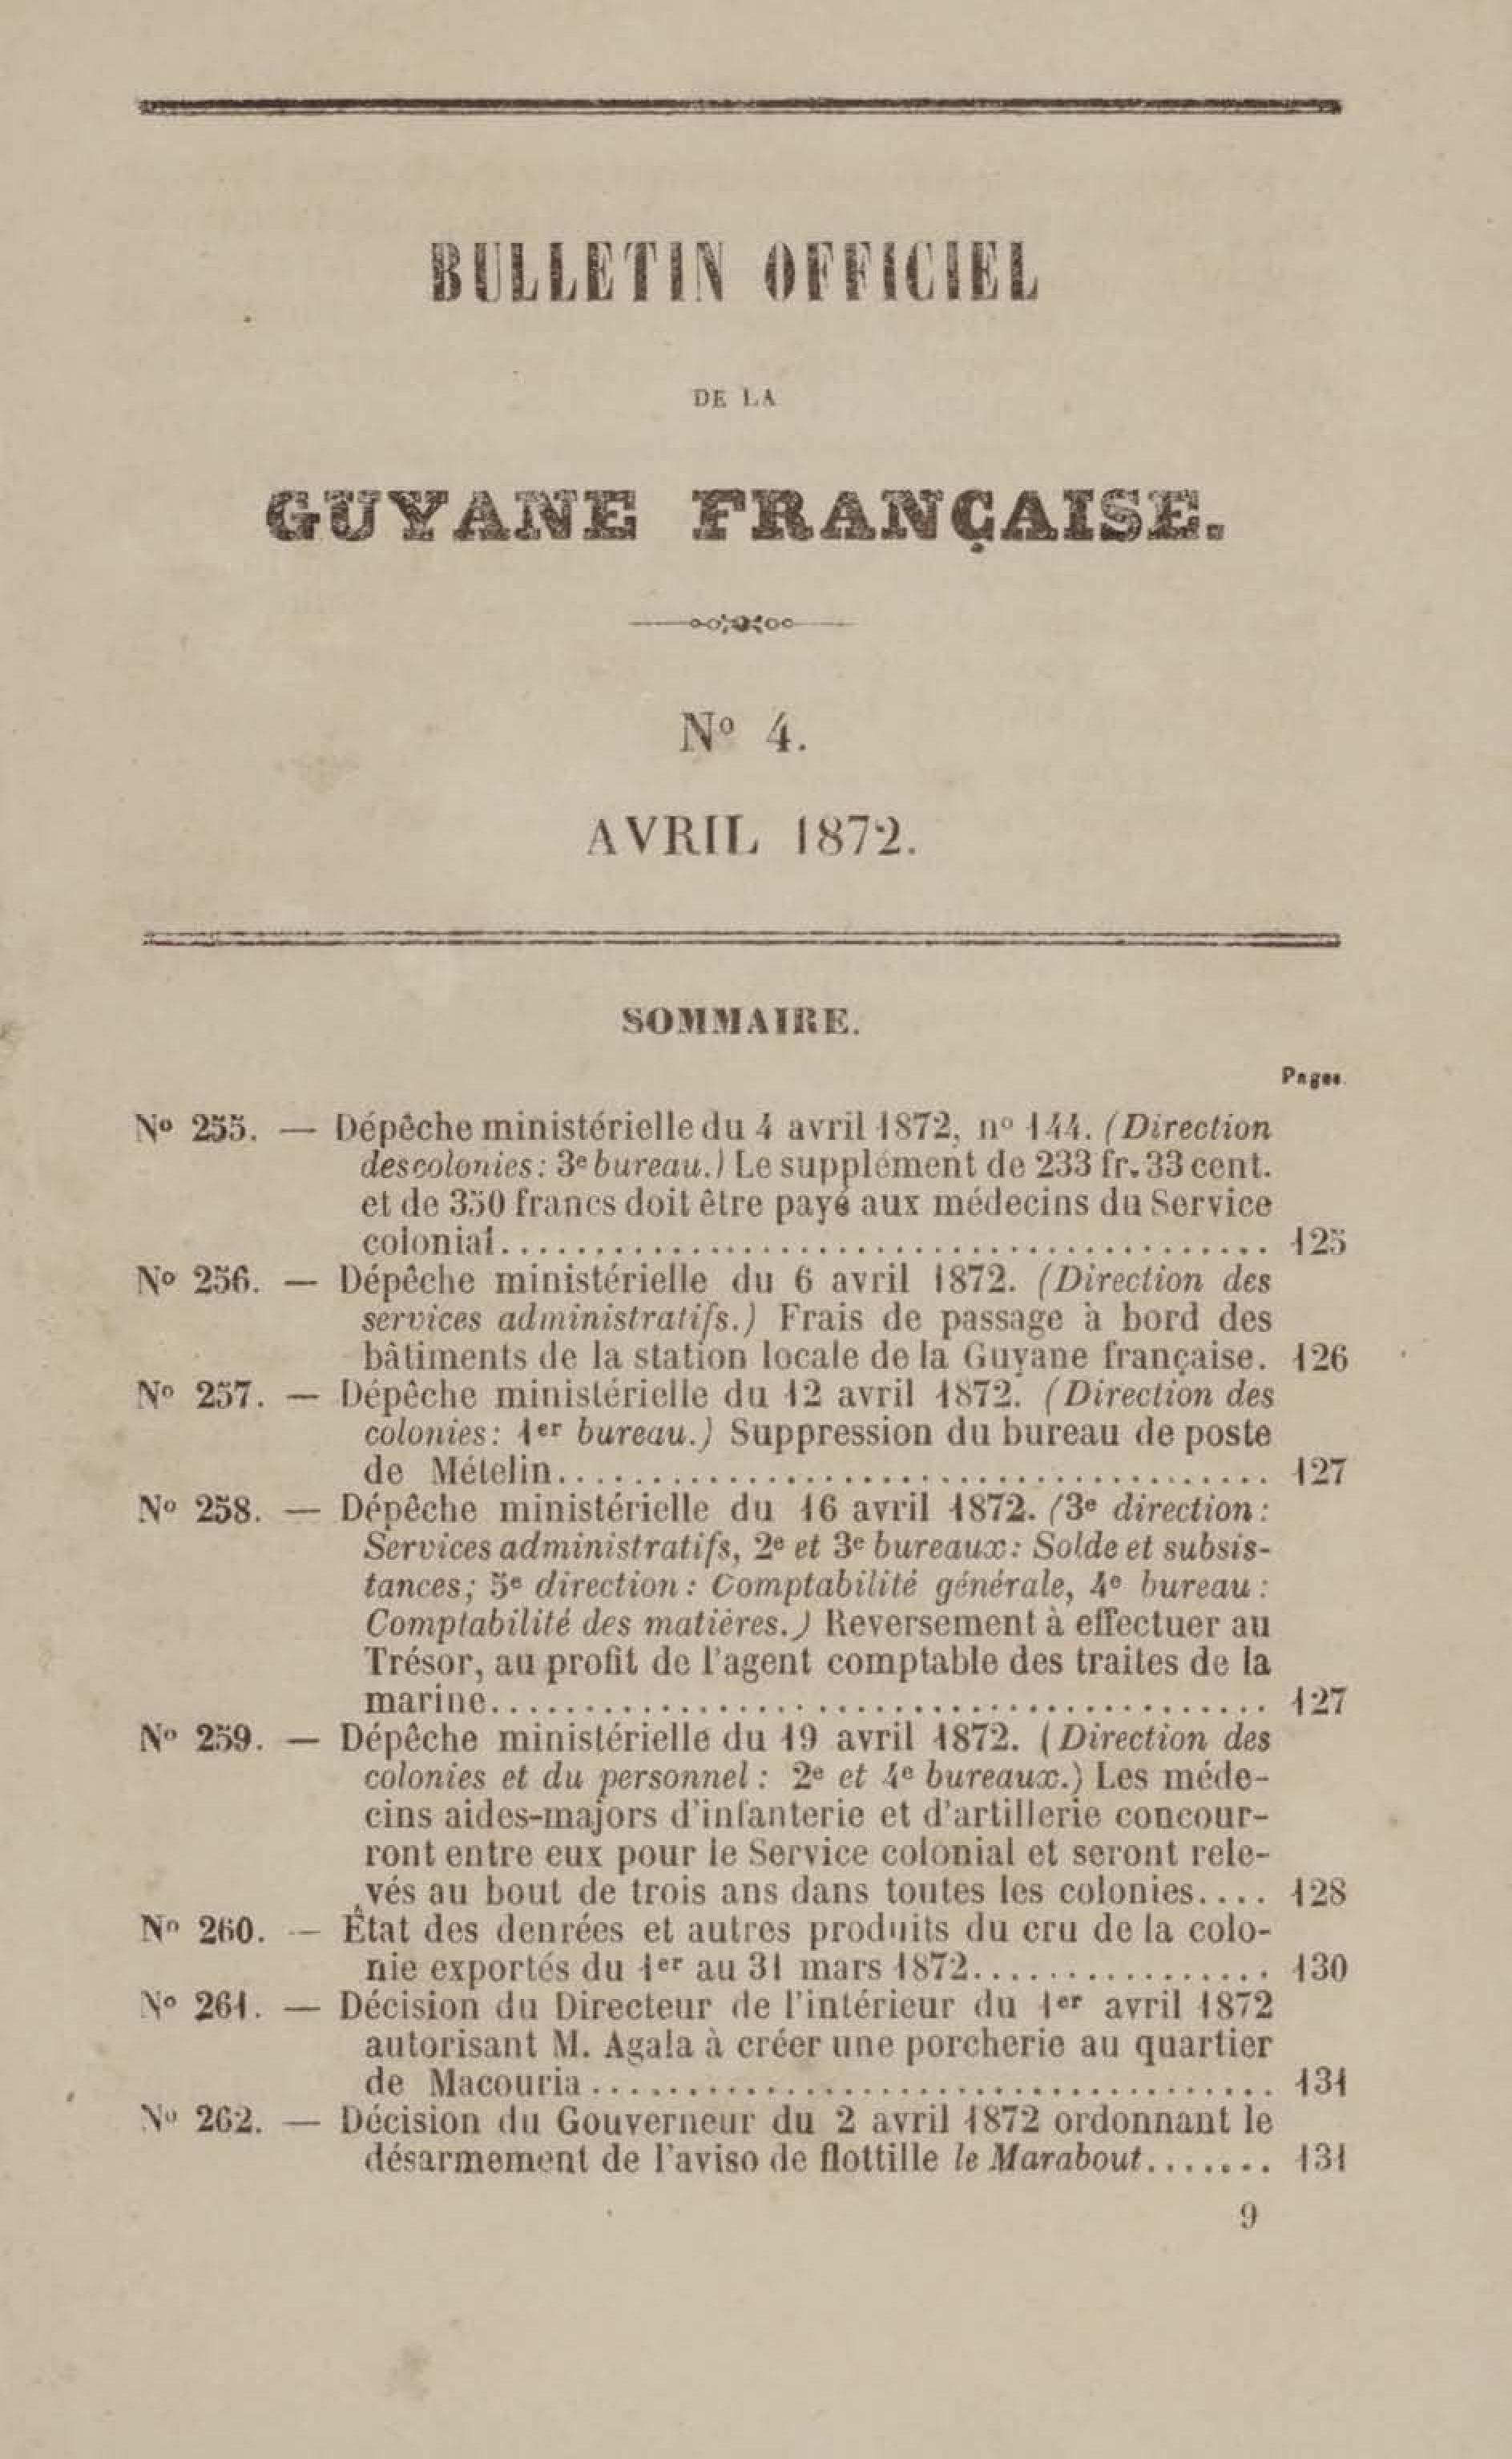 BULLETIN OFFICIEL
DE LA
GUYANE FRANÇAISE.
Nº 4.
AVRIL 1872.
SOMMAIRE.
Pages.
Nº 255. — Dépêche ministérielle du 4 avril 1872, nº 144. (Direction
des colonies: 3e bureau.) Le supplément de 233 fr. 33 cent.
et de 350 francs doit être payé aux médecins du Service
colonial........................................ 125
Nº 256. — Dépêche ministérielle du 6 avril 1872. (Direction des
services administratifs.) Frais de passage à bord des
bâtiments de la station locale de la Guyane française. 126
Nº 257. — Dépêche ministérielle du 12 avril 1872. (Direction des
colonies: 1er bureau.) Suppression du bureau de poste
de Mételin..................................... 127
Nº 258. — Dépêche ministérielle du 16 avril 1872. (3e direction:
Services administratifs, 2e et 3e bureaux: Solde et subsis-
tances; 5e direction: Comptabilité générale, 4e bureau:
Comptabilité des matières.) Reversement à effectuer au
Trésor, au profit de l'agent comptable des traites de la
marine........................................ 127
Nº 259. — Dépêche ministérielle du 19 avril 1872. (Direction des
colonies et du personnel: 2e et 4e bureaux.) Les méde-
cins aides-majors d'infanterie et d'artillerie concour-
ront entre eux pour le Service colonial et seront rele-
vés au bout de trois ans dans toutes les colonies.... 128
Nº 260. — État des denrées et autres produits du cru de la colo-
nie exportés du 1er au 31 mars 1872................ 130
Nº 261. — Décision du Directeur de l'intérieur du 1er avril 1872
autorisant M. Agala à créer une porcherie au quartier
de Macouria................................... 131
Nº 262. — Décision du Gouverneur du 2 avril 1872 ordonnant le
désarmement de l'aviso de flottille le Marabout....... 131
9